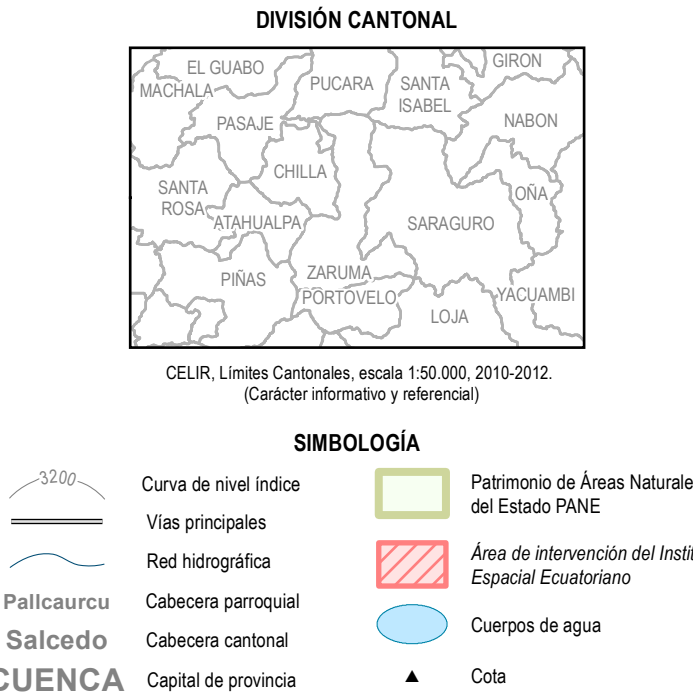 DIVISIÓN CANTONAL
GIRON
EL GUABO
PUCARA
SANTA
ISABEL
MACHALA
PASAJE
NABON
CHILLA
SANTA
ROSA
OÑA
ATAHUALPA
SARAGURO
PIÑAS
ZARUMA
PORTOVELO
YACUAMBI
LOJA
CELIR, Límites Cantonales, escala 1:50.000, 2010-2012.
(Carácter informativo y referencial)
SIMBOLOGÍA
3200
Curva de nivel índice
Vías principales
Red hidrográfica
Pallcaurcu
Cabecera parroquial
Salcedo
Cabecera cantonal
CUENCA
Capital de provincia
Patrimonio de Áreas Naturale
del Estado PANE
Área de intervención del Instit
Espacial Ecuatoriano
Cuerpos de agua
Cota